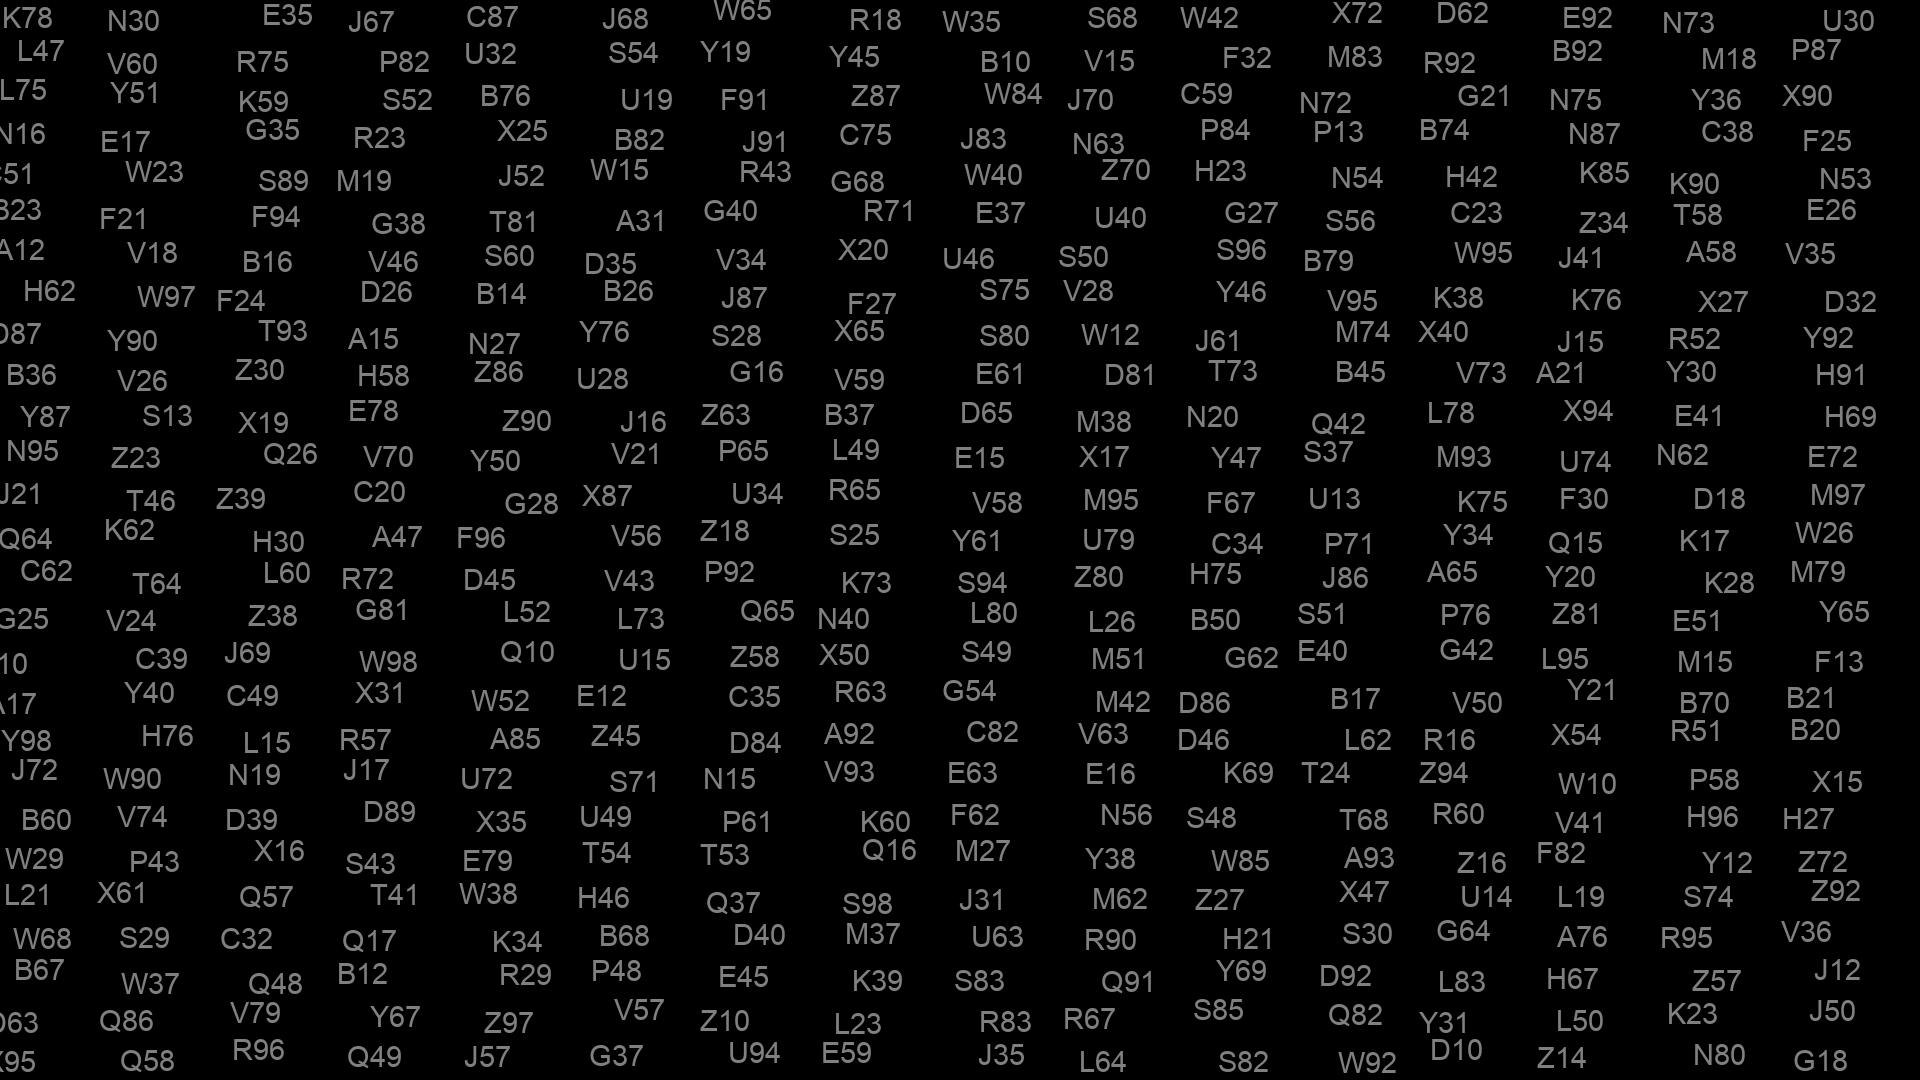 K78 N30 E35 J67 C87 J68 W65 R18 W35 S68 W42 X72 D62 E92 N73 U30
L47 V60 R75 P82 U32 S54 Y19 Y45 B10 V15 F32 M83 R92 B92 M18 P87
L75 Y51 K59 S52 B76 U19 F91 Z87 W84 J70 C59 N72 G21 N75 Y36 X90
N16 E17 G35 R23 X25 B82 J91 C75 J83 N63 P84 P13 B74 N87 C38 F25
51 W23 S89 M19 J52 W15 R43 G68 W40 Z70 H23 N54 H42 K85 K90 N53
B23 F21 F94 G38 T81 A31 G40 R71 E37 U40 G27 S56 C23 Z34 T58 E26
A12 V18 B16 V46 S60 D35 V34 X20 U46 S50 S96 B79 W95 J41 A58 V35
H62 W97 F24 D26 B14 B26 J87 F27 S75 V28 Y46 V95 K38 K76 X27 D32
87 Y90 T93 A15 N27 Y76 S28 X65 S80 W12 J61 M74 X40 J15 R52 Y92
B36 V26 Z30 H58 Z86 U28 G16 V59 E61 D81 T73 B45 V73 A21 Y30 H91
Y87 S13 X19 E78 Z90 J16 Z63 B37 D65 M38 N20 Q42 L78 X94 E41 H69
N95 Z23 Q26 V70 Y50 V21 P65 L49 E15 X17 Y47 S37 M93 U74 N62 E72
J21 T46 Z39 C20 G28 X87 U34 R65 V58 M95 F67 U13 K75 F30 D18 M97
Q64 K62 H30 A47 F96 V56 Z18 S25 Y61 U79 C34 P71 Y34 Q15 K17 W26
C62 T64 L60 R72 D45 V43 P92 K73 S94 Z80 H75 J86 A65 Y20 K28 M79
G25 V24 Z38 G81 L52 L73 Q65 N40 L80 L26 B50 S51 P76 Z81 E51 Y65
10 C39 J69 W98 Q10 U15 Z58 X50 S49 M51 G62 E40 G42 L95 M15 F13
A17 Y40 C49 X31 W52 E12 C35 R63 G54 M42 D86 B17 V50 Y21 B70 B21
Y98 H76 L15 R57 A85 Z45 D84 A92 C82 V63 D46 L62 R16 X54 R51 B20
J72 W90 N19 J17 U72 S71 N15 V93 E63 E16 K69 T24 Z94 W10 P58 X15
B60 V74 D39 D89 X35 U49 P61 K60 F62 N56 S48 T68 R60 V41 H96 H27
W29 P43 X16 S43 E79 T54 T53 Q16 M27 Y38 W85 A93 Z16 F82 Y12 Z72
L21 X61 Q57 T41 W38 H46 Q37 S98 J31 M62 Z27 X47 U14 L19 S74 Z92
W68 S29 C32 Q17 K34 B68 D40 M37 U63 R90 H21 S30 G64 A76 R95 V36
B67 W37 Q48 B12 R29 P48 E45 K39 S83 Q91 Y69 D92 L83 H67 Z57 J12
63 Q86 V79 Y67 Z97 V57 Z10 L23 R83 R67 S85 Q82 Y31 L50 K23 J50
95 Q58 R96 Q49 J57 G37 U94 E59 J35 L64 S82 W92 D10 Z14 N80 G18